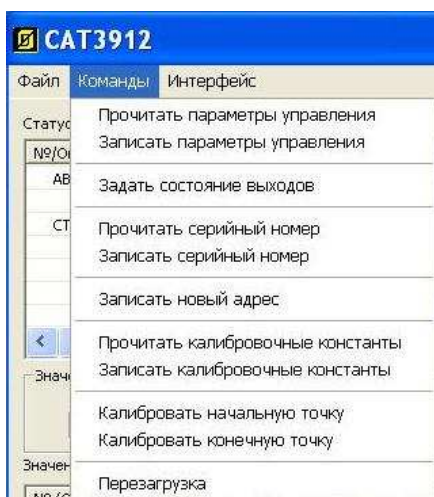 CAT3912
Файл Команды Интерфейс
Прочитать параметры управления
Записать параметры управления
Задать состояние выходов
Прочитать серийный номер
Записать серийный номер
Записать новый адрес
Прочитать калибровочные константы
Записать калибровочные константы
Калибровать начальную точку
Калибровать конечную точку
Перезагрузка